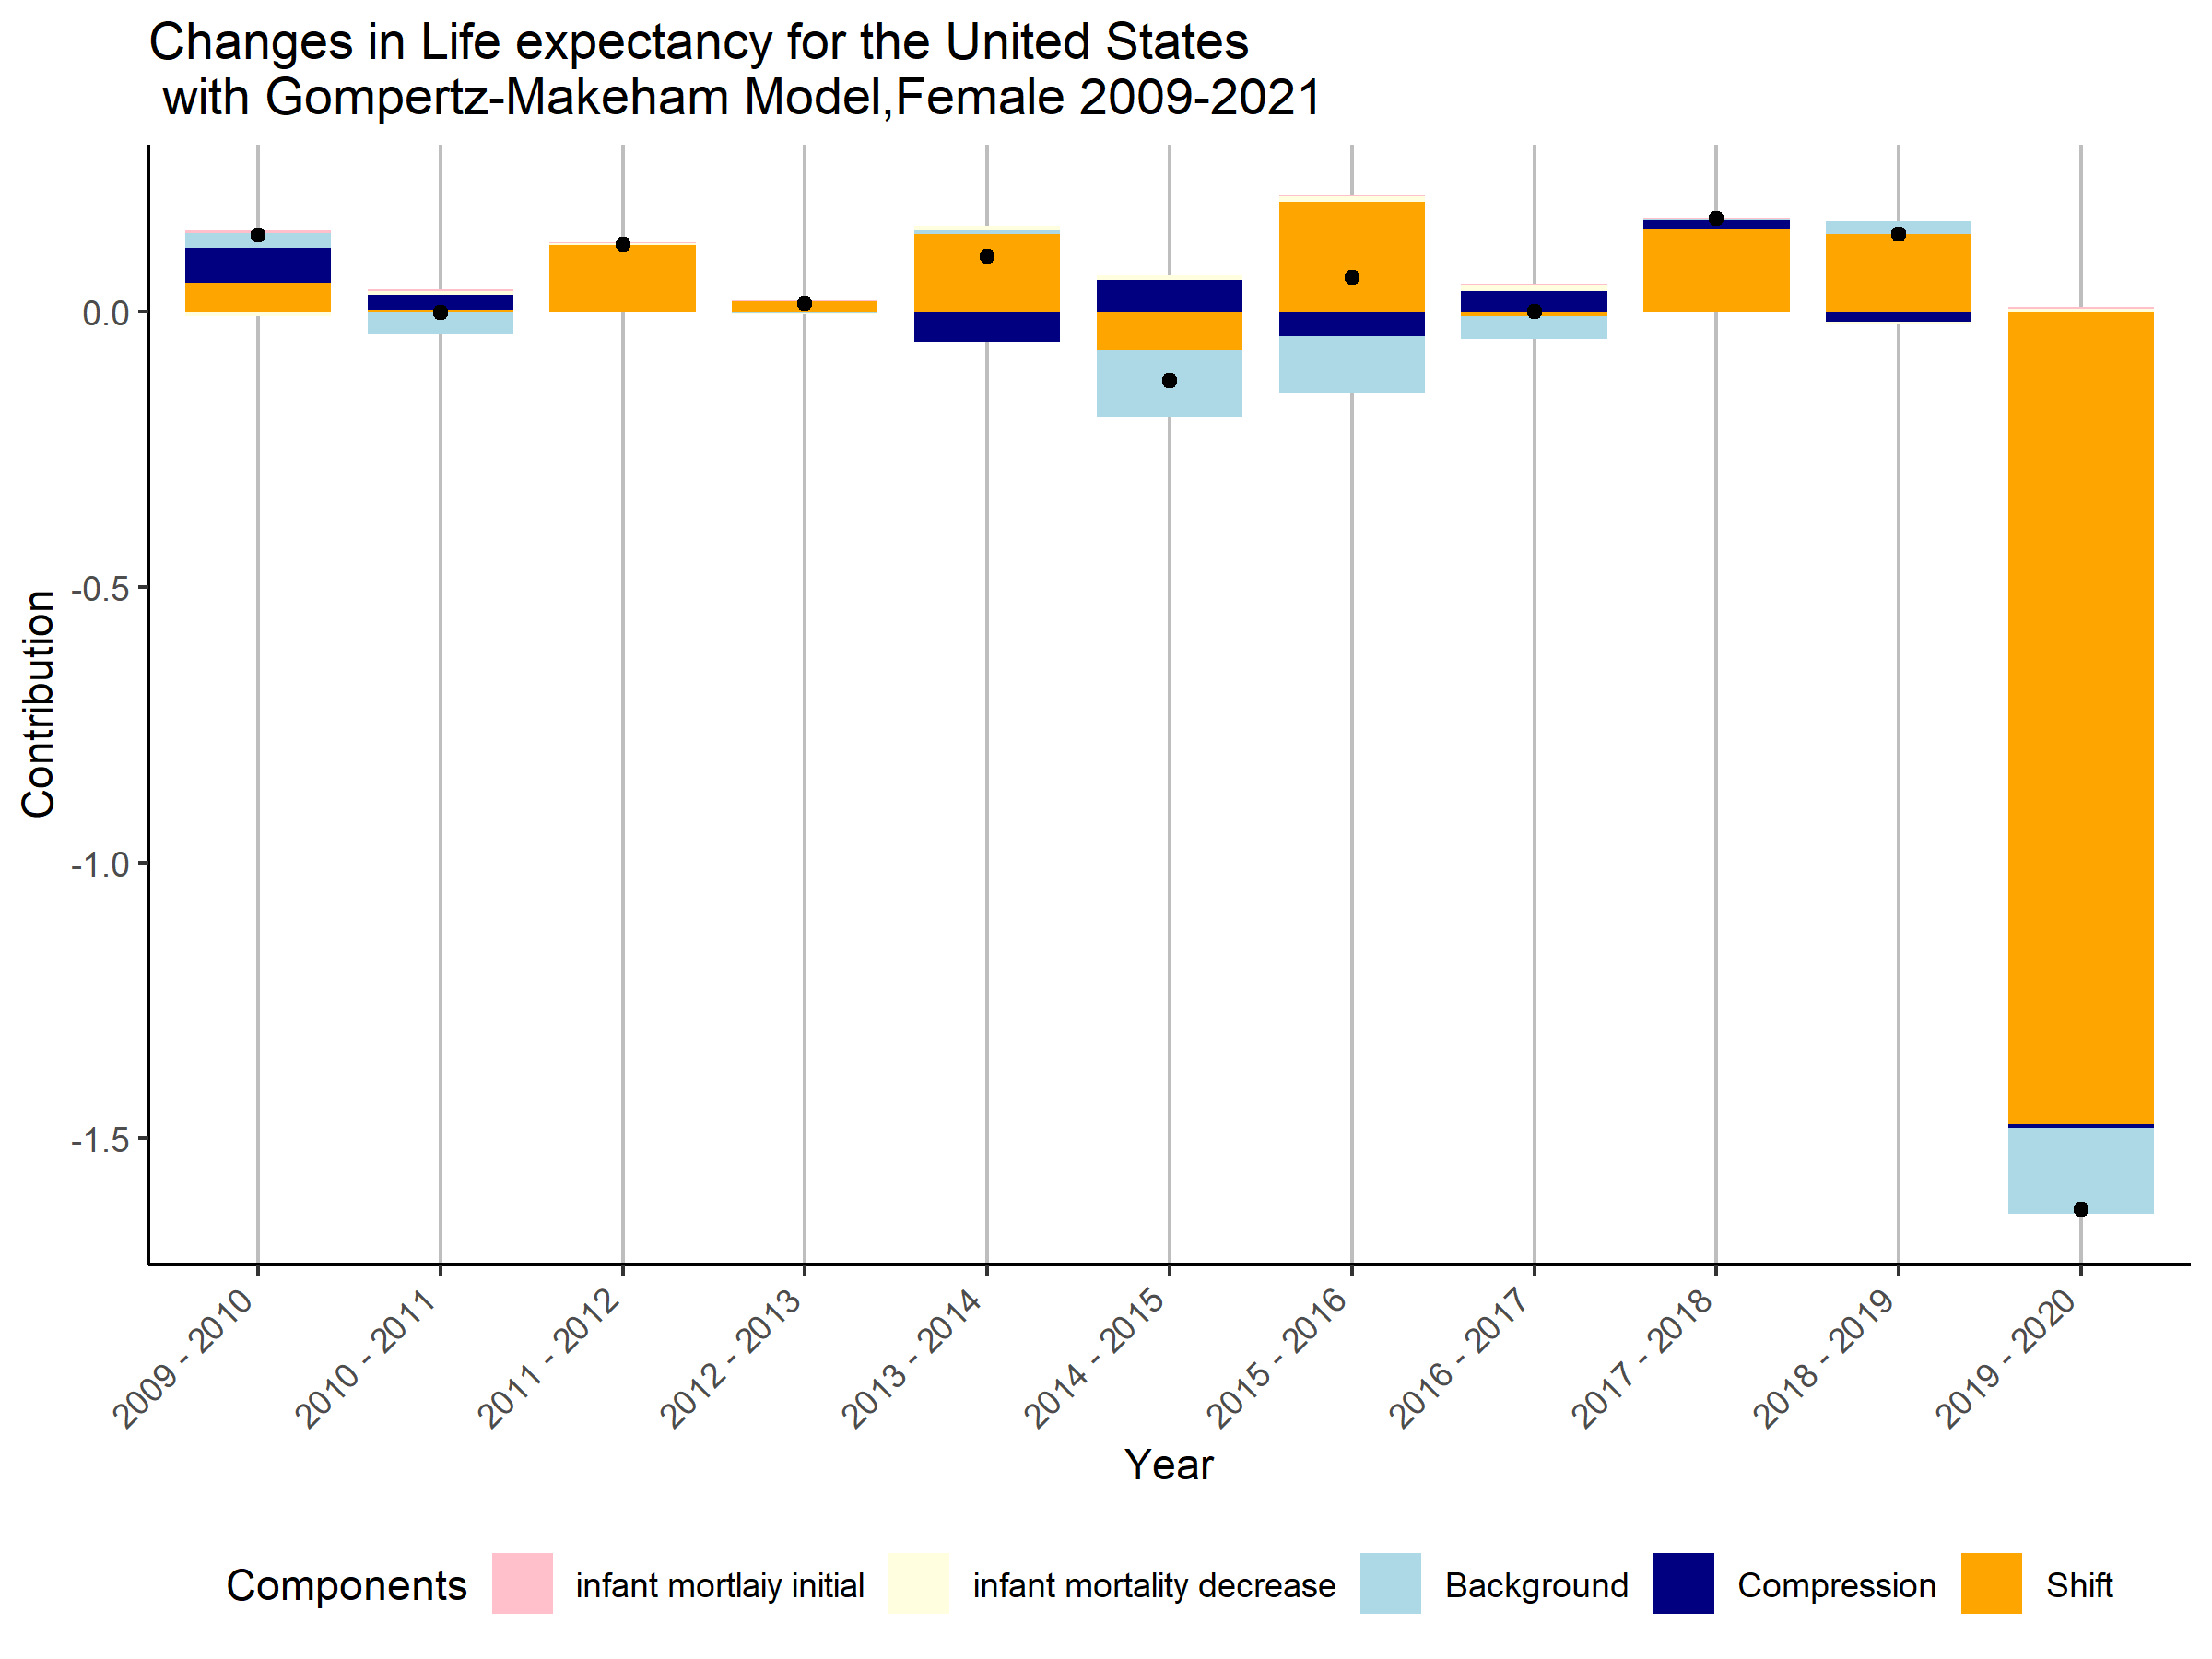 Changes in Life expectancy for the United States
with Gompertz-Makeham Model,Female 2009-2021
Contribution
0.0
-0.5
-1.0
-1.5
2009 - 2010
2010 - 2011
2011 - 2012
2012 - 2013
2013 - 2014
2014 - 2015
2015 - 2016
2016 - 2017
2017 - 2018
2018 - 2019
2019 - 2020
Year
Components infant mortlaiy initial infant mortality decrease Background Compression Shift